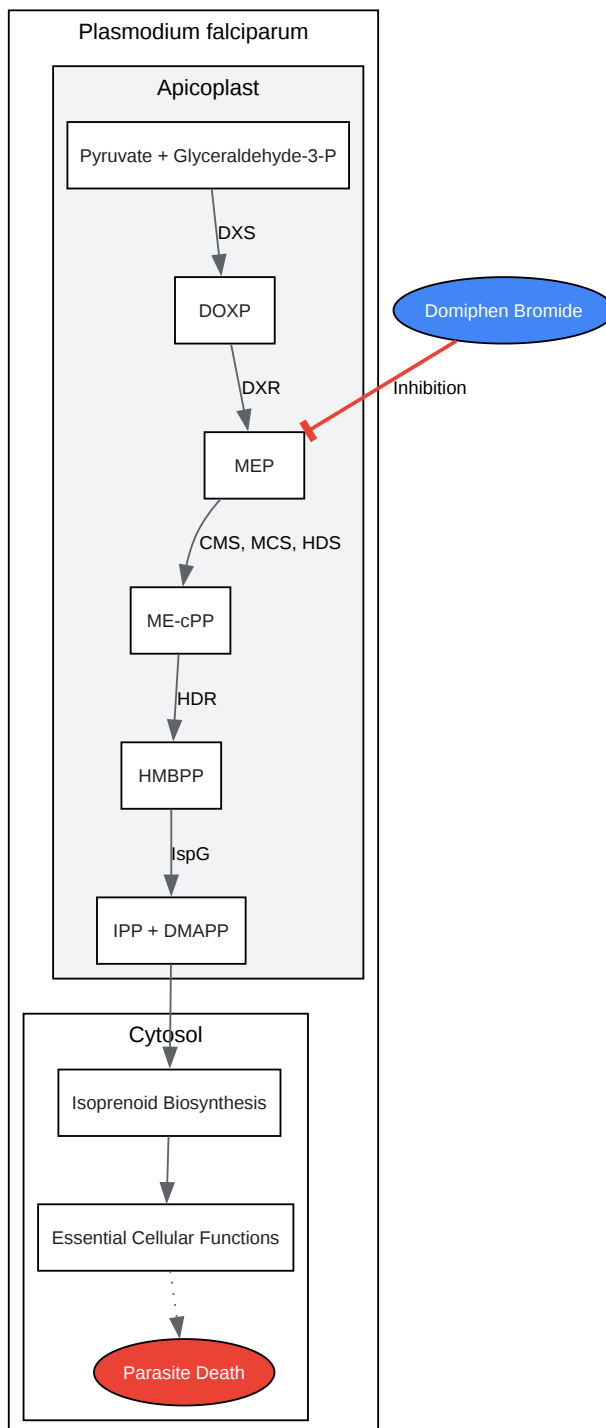 Plasmodium falciparum
Apicoplast
Pyruvate + Glyceraldehyde-3-P
DXS
DOXP
Domiphen Bromide
DXR
Inhibition
MEP
CMS, MCS, HDS
ME-cPP
HDR
HMBPP
IspG
IPP + DMAPP
Cytosol
Isoprenoid Biosynthesis
Essential Cellular Functions
Parasite Death